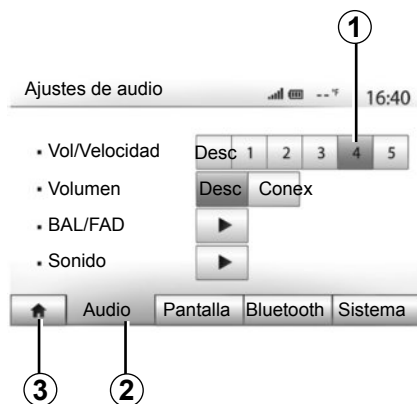 1
Ajustes de audio --°F 16:40
▪ Vol/Velocidad Desc 1 2 3 4 5
▪ Volumen Desc Conex
▪ BAL/FAD
▪ Sonido
Audio Pantalla Bluetooth Sistema
3 2